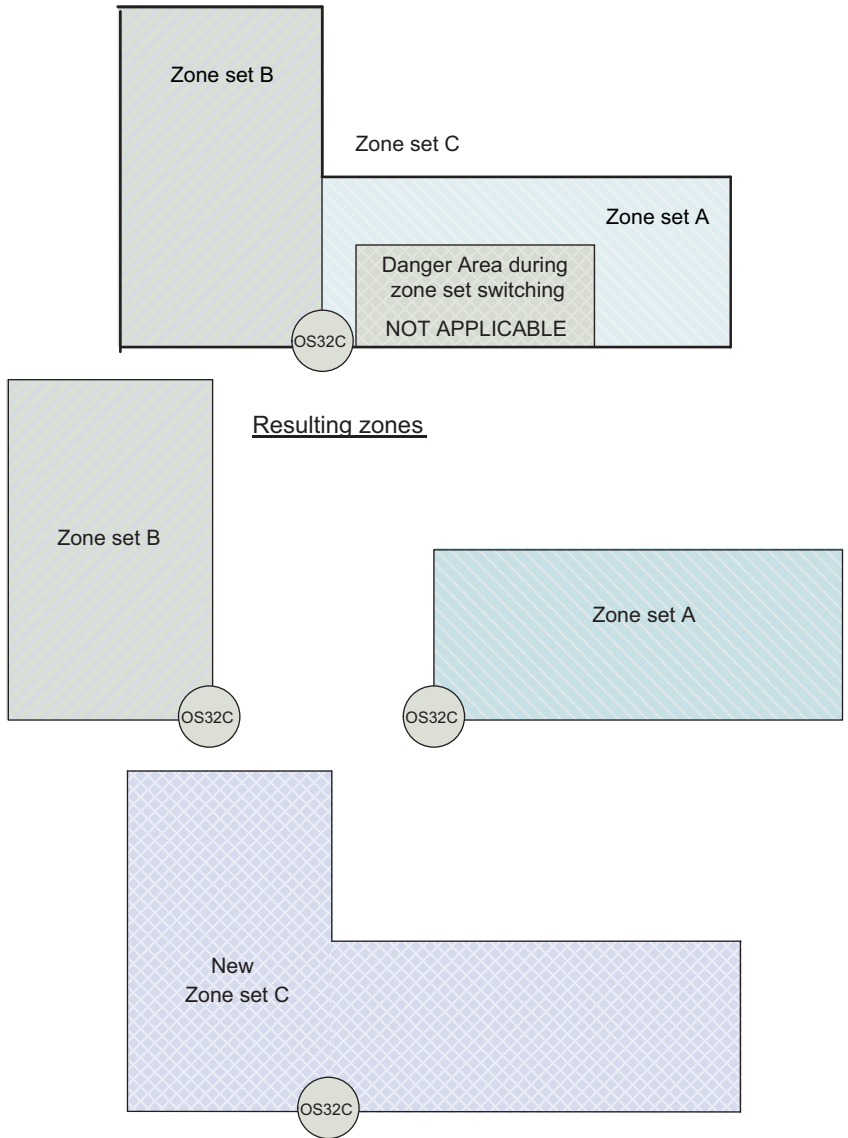 Zone set B
Zone set C
Zone set A
Danger Area during
zone set switching
NOT APPLICABLE
OS32C
Resulting zones
Zone set B
Zone set A
OS32C
OS32C
New
Zone set C
OS32C